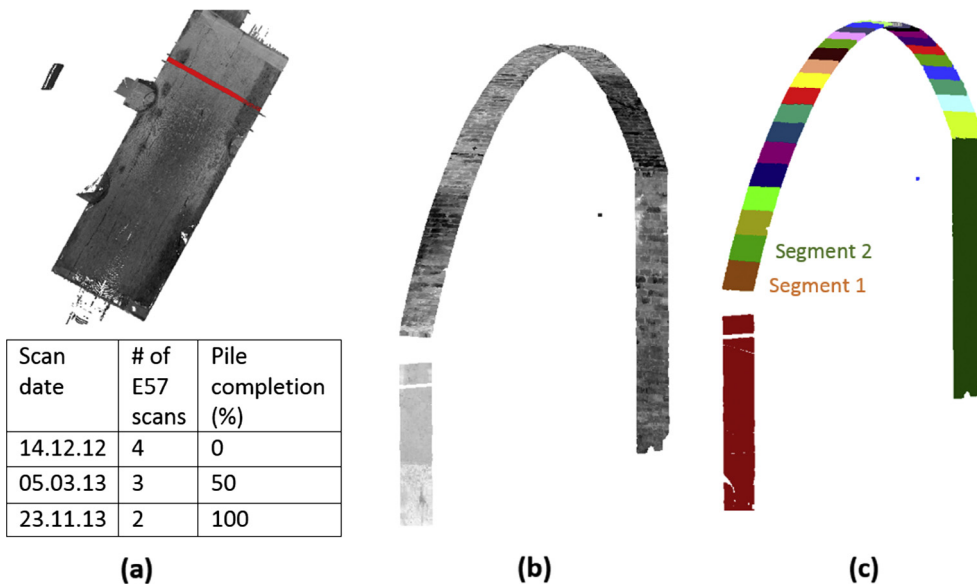 Scan date
# of E57 scans
Pile completion (%)
14.12.12 4 0
05.03.13 3 50
23.11.13 2 100
Segment 2
Segment 1
(a)
(b)
(c)